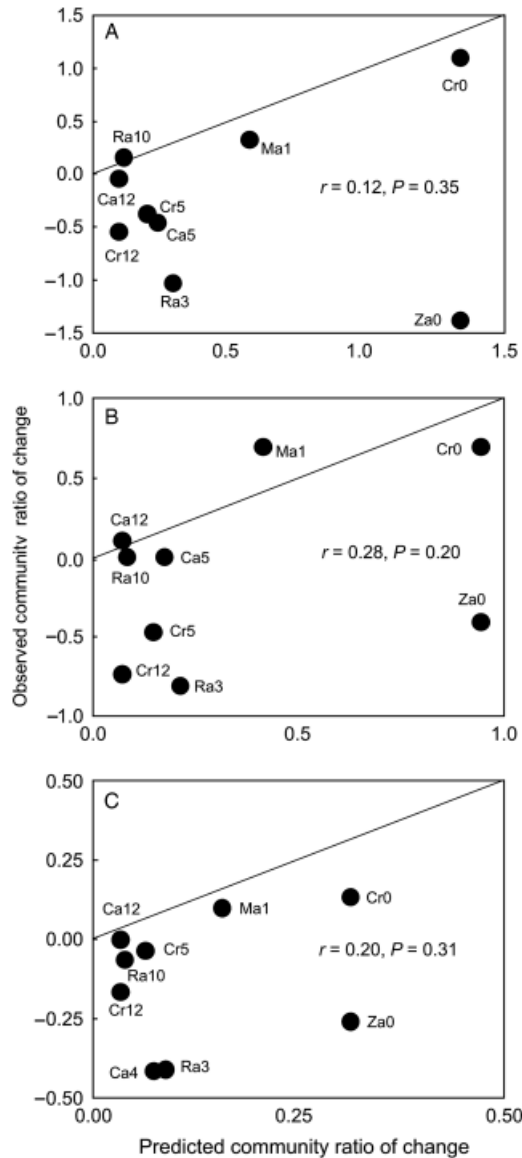 A
1.5
1.0
0.5
0.0
−0.5
−1.0
−1.5
Cr0
Ra10
Ma1
Ca12
Cr5
Ca5
Cr12
Ra3
Za0
r = 0.12, P = 0.35
0.0
0.5
1.0
1.5
Observed community ratio of change
B
1.0
0.5
0.0
−0.5
−1.0
Ma1
Cr0
Ca12
Ra10
Ca5
r = 0.28, P = 0.20
Za0
Cr5
Cr12
Ra3
0.0
0.5
1.0
C
0.50
0.25
0.00
−0.25
−0.50
Ca12
Ma1
Cr0
Cr5
r = 0.20, P = 0.31
Ra10
Cr12
Za0
Ca4
Ra3
0.00
0.25
0.50
Predicted community ratio of change